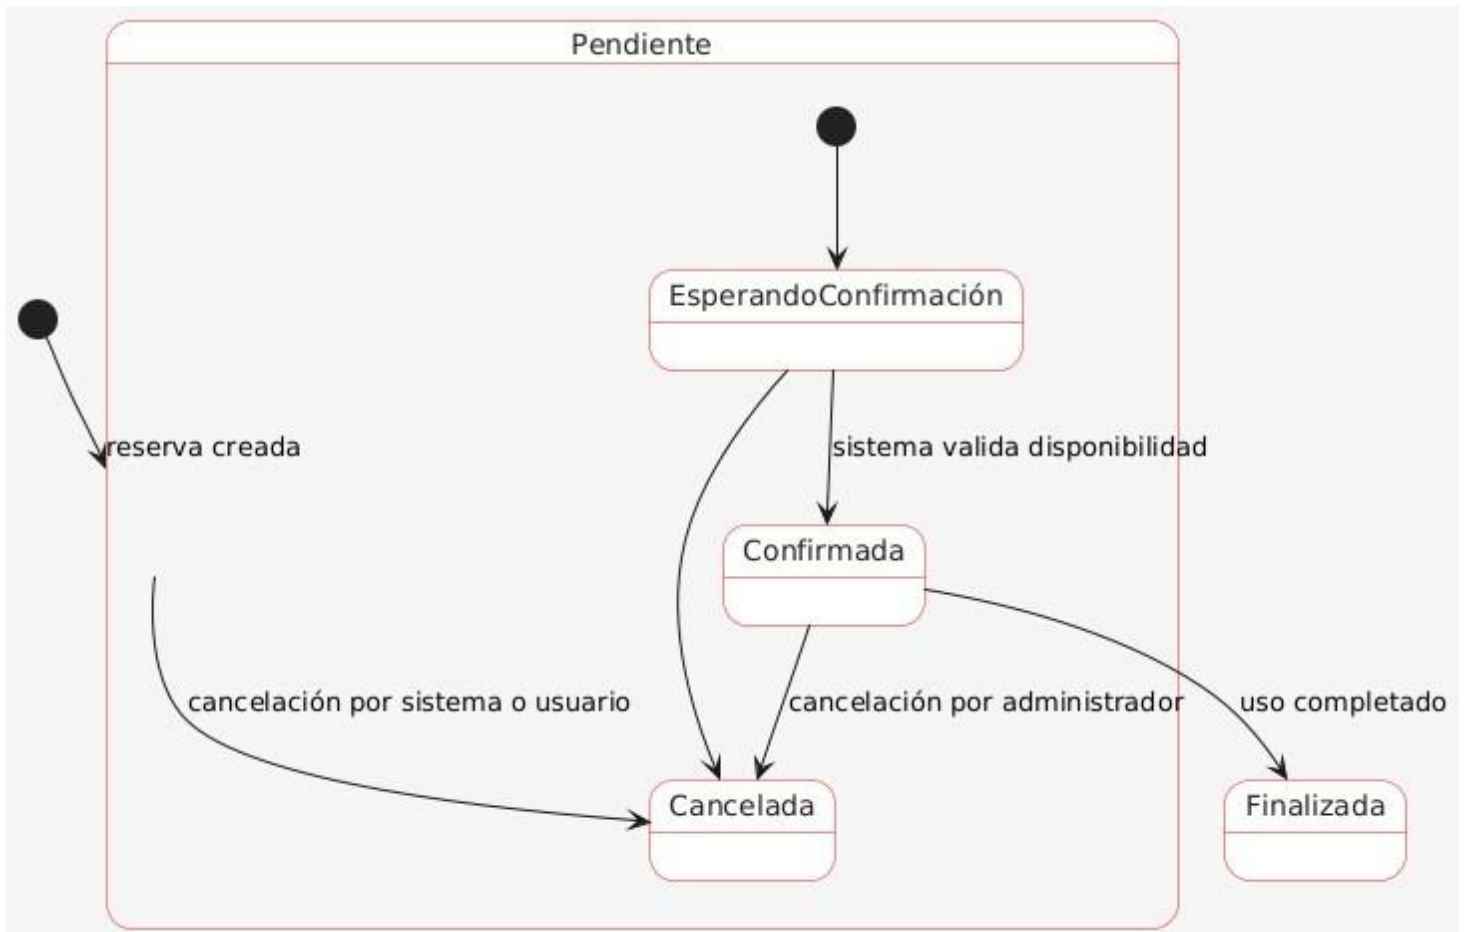 Pendiente
EsperandoConfirmación
reserva creada
sistema valida disponibilidad
Confirmada
cancelación por sistema o usuario
cancelación por administrador
uso completado
Cancelada
Finalizada